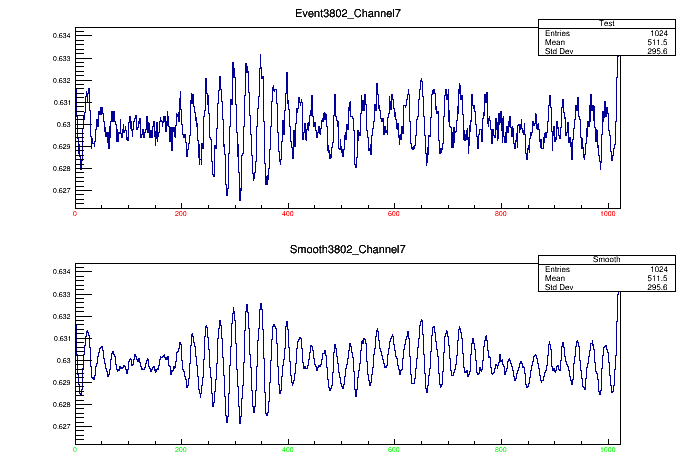 Event3802_Channel7
Test
Entries 1024
Mean 511.5
Std Dev 295.6
0.634
0.633
0.632
0.631
0.63
0.629
0.628
0.627
0 200 400 600 800 1000
Smooth3802_Channel7
Smooth
Entries 1024
Mean 511.5
Std Dev 295.6
0.634
0.633
0.632
0.631
0.63
0.629
0.628
0.627
0 200 400 600 800 1000